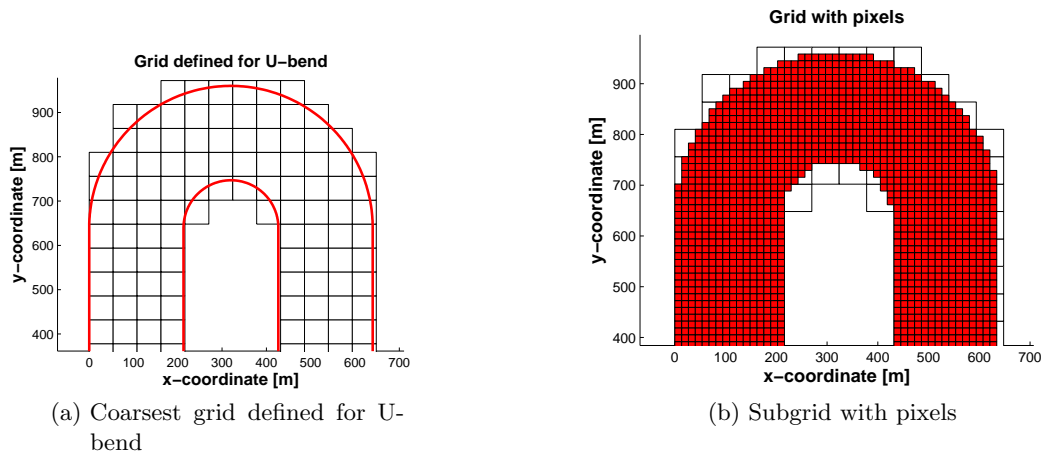 Grid defined for U−bend
y−coordinate [m]
900
800
700
600
500
400
0 100 200 300 400 500 600 700
x−coordinate [m]
(a) Coarsest grid defined for U-
bend
Grid with pixels
y−coordinate [m]
900
800
700
600
500
400
0 100 200 300 400 500 600 700
x−coordinate [m]
(b) Subgrid with pixels